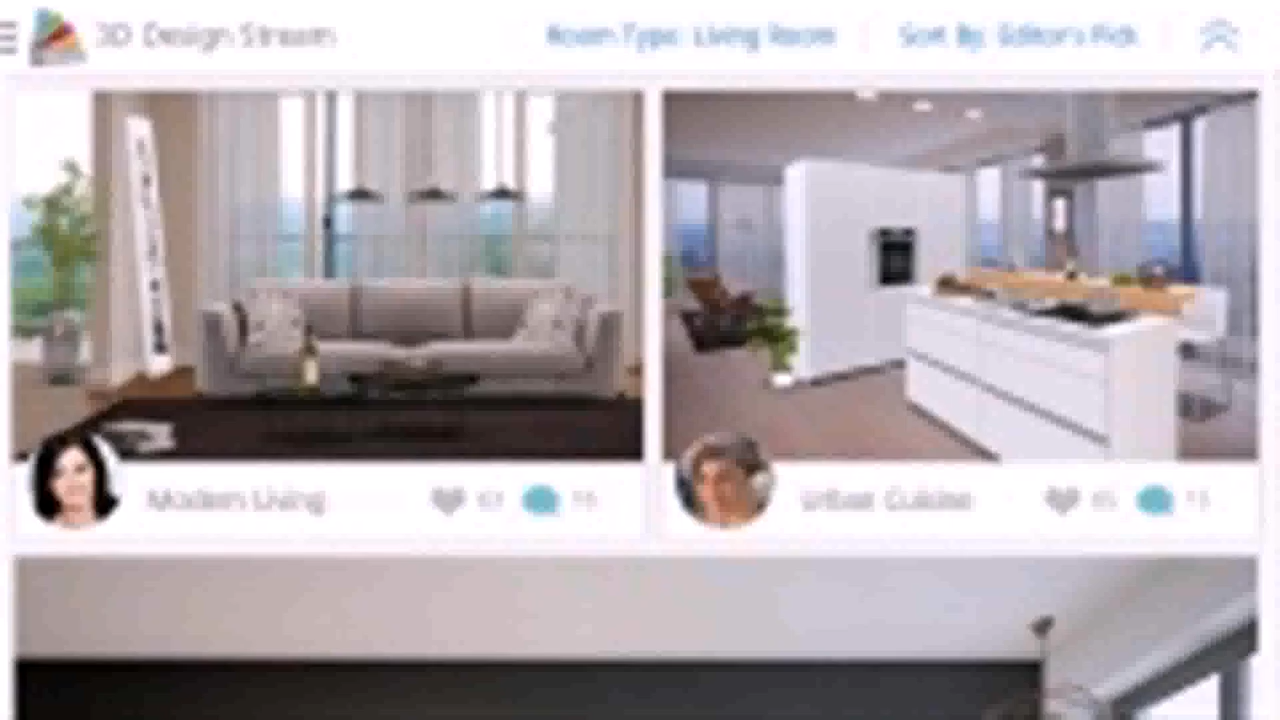 3D Design Stream
Room Type: Living Room
Sort By: Editor's Pick
Modern Living
Urban Cuisine